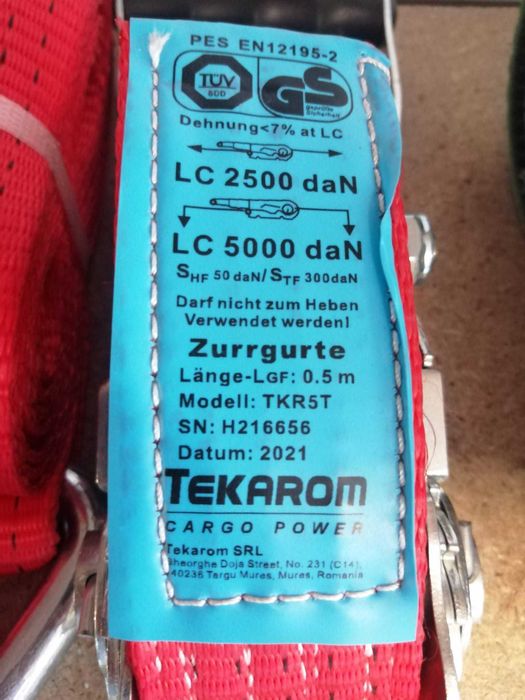 PES EN12195-2
TÜV
SÜD
GS
geprüfte
Sicherheit
Dehnung<7% at LC
LC 2500 daN
LC 5000 daN
SHF 50 daN/ STF 300daN
Darf nicht zum Heben
Verwendet werden!
Zurrgurte
Länge-LGF: 0.5 m
Modell: TKR5T
SN: H216656
Datum: 2021
TEKAROM
CARGO POWER
Tekarom SRL
Gheorghe Doja Street, No. 231 (C14),
540236 Targu Mures, Mures, Romania